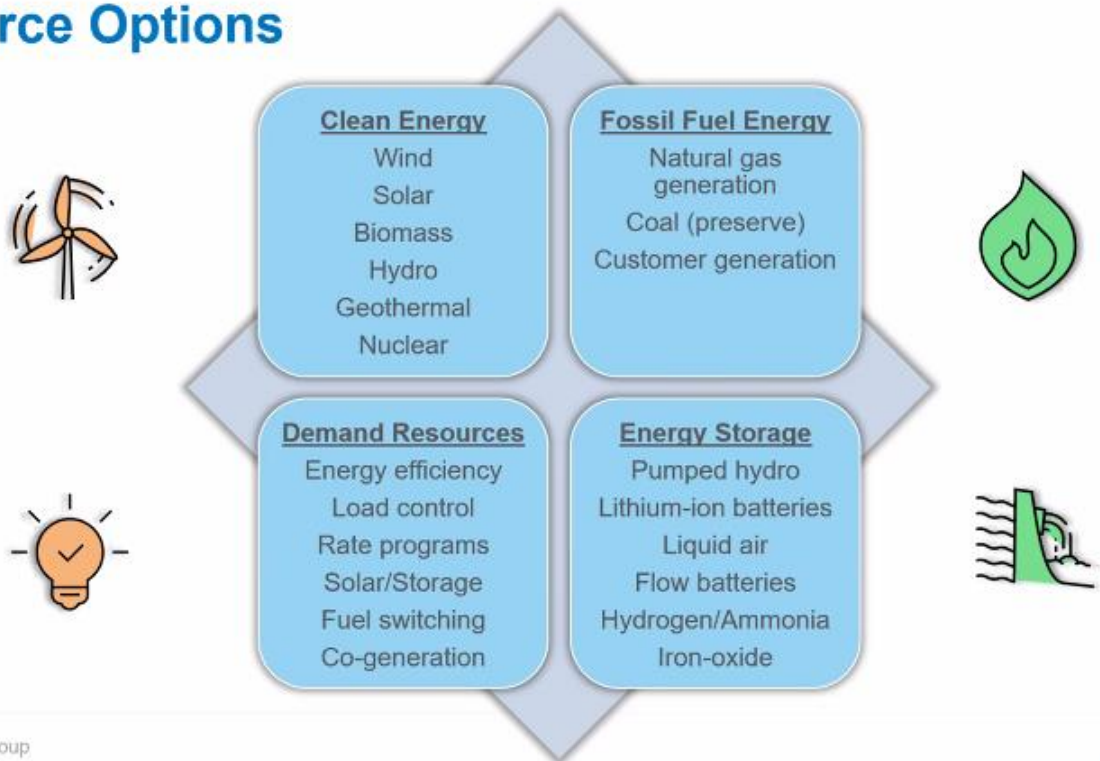 rce Options
Clean Energy
Wind
Solar
Biomass
Hydro
Geothermal
Nuclear
Fossil Fuel Energy
Natural gas
generation
Coal (preserve)
Customer generation
Demand Resources
Energy efficiency
Load control
Rate programs
Solar/Storage
Fuel switching
Co-generation
Energy Storage
Pumped hydro
Lithium-ion batteries
Liquid air
Flow batteries
Hydrogen/Ammonia
Iron-oxide
oup